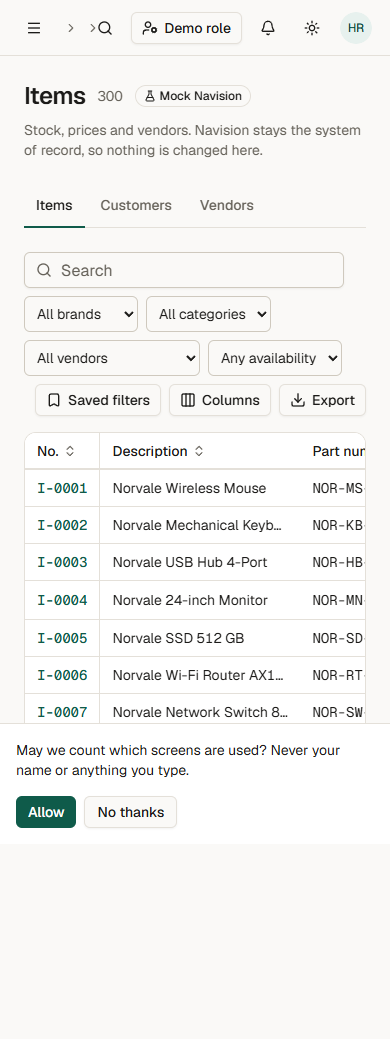 Demo role
HR
Items 300 Mock Navision
Stock, prices and vendors. Navision stays the system
of record, so nothing is changed here.
Items Customers Vendors
Search
All brands All categories
All vendors Any availability
Saved filters Columns Export
No. Description Part nur
I-0001 Norvale Wireless Mouse NOR-MS-
I-0002 Norvale Mechanical Keyb… NOR-KB-
I-0003 Norvale USB Hub 4-Port NOR-HB-
I-0004 Norvale 24-inch Monitor NOR-MN-
I-0005 Norvale SSD 512 GB NOR-SD-
I-0006 Norvale Wi-Fi Router AX1… NOR-RT-
I-0007 Norvale Network Switch 8… NOR-SW-
May we count which screens are used? Never your
name or anything you type.
Allow No thanks